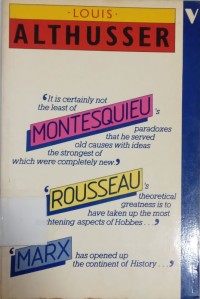 LOUIS
ALTHUSSER
V
'It is certainly not
the least of
MONTESQUIEU's
paradoxes
that he served
old causes with ideas
the strongest of
which were completely new.'
'ROUSSEAU's
theoretical
greatness is to
have taken up the most
htening aspects of Hobbes . . .'
'MARX has opened up
the continent of History . . .'